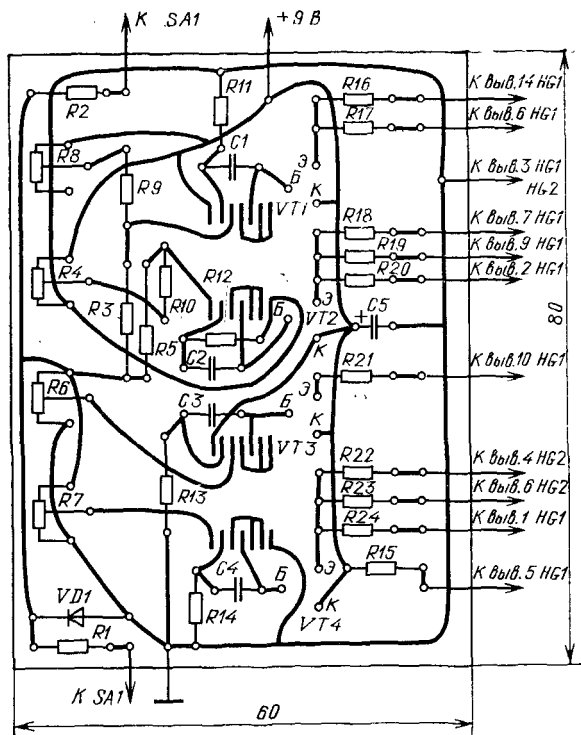 К SA1
+9 В
R2
R11
R16
К выв.14 HG1
R17
К выв.6 HG1
R8
C1
Э
Б
К
R9
VT1
К выв.3 HG1
HG2
R18
К выв.7 HG1
R19
К выв.9 HG1
R20
К выв.2 HG1
R4
R12
R10
Э
Б
VT2
+
C5
80
R3
R5
C2
К
R21
К выв.10 HG1
R6
C3
Э
Б
К
VT3
R22
К выв.4 HG2
R23
К выв.6 HG2
R24
К выв.1 HG1
R7
R13
R15
К выв.5 HG1
C4
Б
Э
К
VT4
VD1
R14
R1
К SA1
60